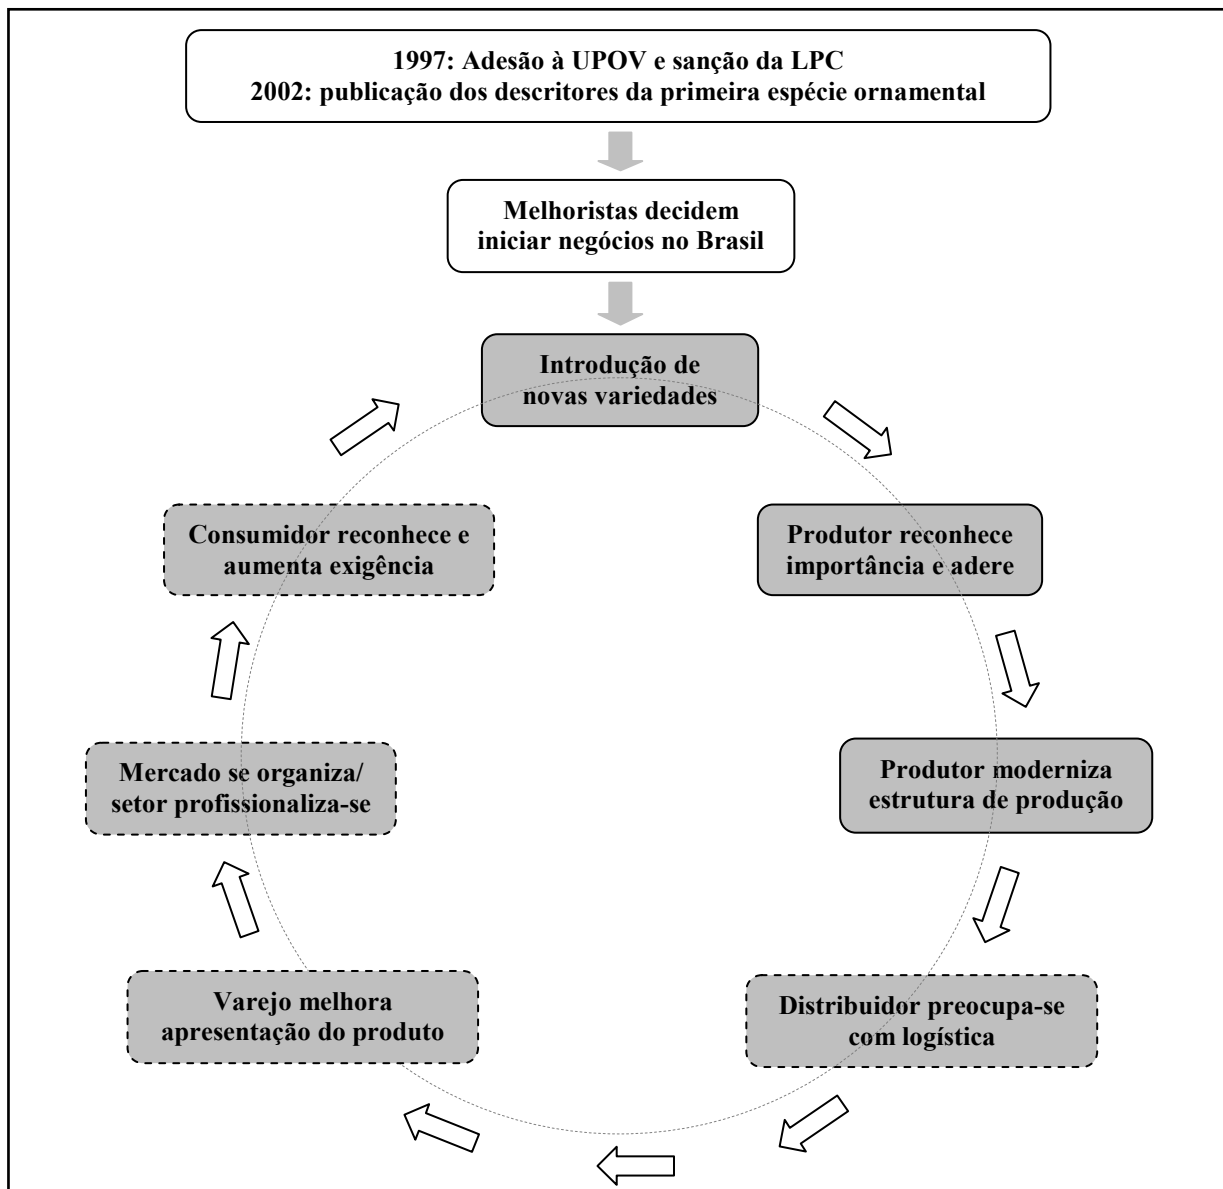 1997: Adesão à UPOV e sanção da LPC
2002: publicação dos descritores da primeira espécie ornamental
Melhoristas decidem
iniciar negócios no Brasil
Introdução de
novas variedades
Produtor reconhece
importância e adere
Produtor moderniza
estrutura de produção
Distribuidor preocupa-se
com logística
Varejo melhora
apresentação do produto
Mercado se organiza/
setor profissionaliza-se
Consumidor reconhece e
aumenta exigência